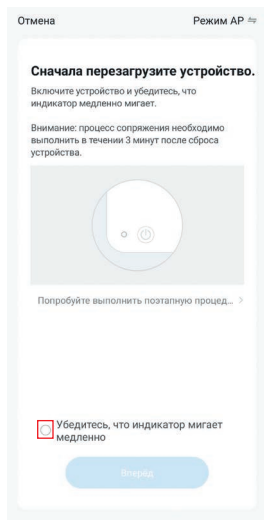 Отмена Режим AP
Сначала перезагрузите устройство.
Включите устройство и убедитесь, что
индикатор медленно мигает.
Внимание: процесс сопряжения необходимо
выполнить в течении 3 минут после сброса
устройства.
Попробуйте выполнить поэтапную процед...
Убедитесь, что индикатор мигает
медленно
Вперёд